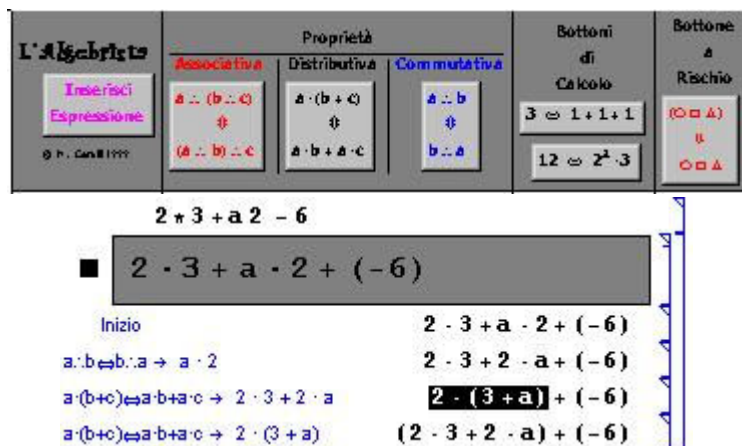 L'Algebrista
Inserisci
Espressione
Proprietà
Associativa
Distributiva
Commutativa
a ∴ (b ∴ c)
⇕
(a ∴ b) ∴ c
a · (b + c)
⇕
a · b + a · c
a ∴ b
⇕
b ∴ a
Bottoni
di
Calcolo
3 ⇔ 1 + 1 + 1
12 ⇔ 2² · 3
Bottone
a
Rischio
(○ □ △)
⇓
○ □ △
2 * 3 + a 2 - 6
2 · 3 + a · 2 + (-6)
Inizio 2 · 3 + a · 2 + (-6)
a∴b⇔b∴a → a · 2 2 · 3 + 2 · a + (-6)
a·(b+c)⇔a·b+a·c → 2 · 3 + 2 · a 2 · (3 + a) + (-6)
a·(b+c)⇔a·b+a·c → 2 · (3 + a) (2 · 3 + 2 · a) + (-6)